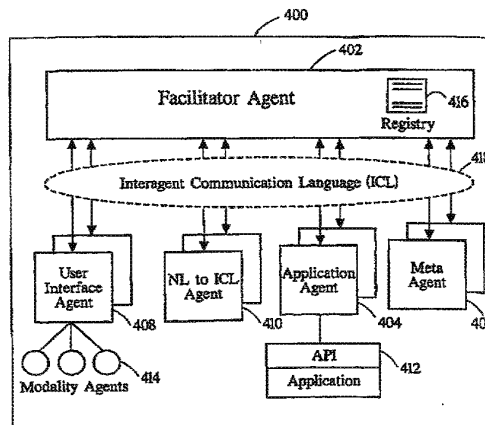 400
402
Facilitator Agent
416
Registry
418
Interagent Communication Language (ICL)
User
Interface
Agent
408
NL to ICL
Agent
410
Application
Agent
404
Meta
Agent
414
Modality Agents
API
Application
412